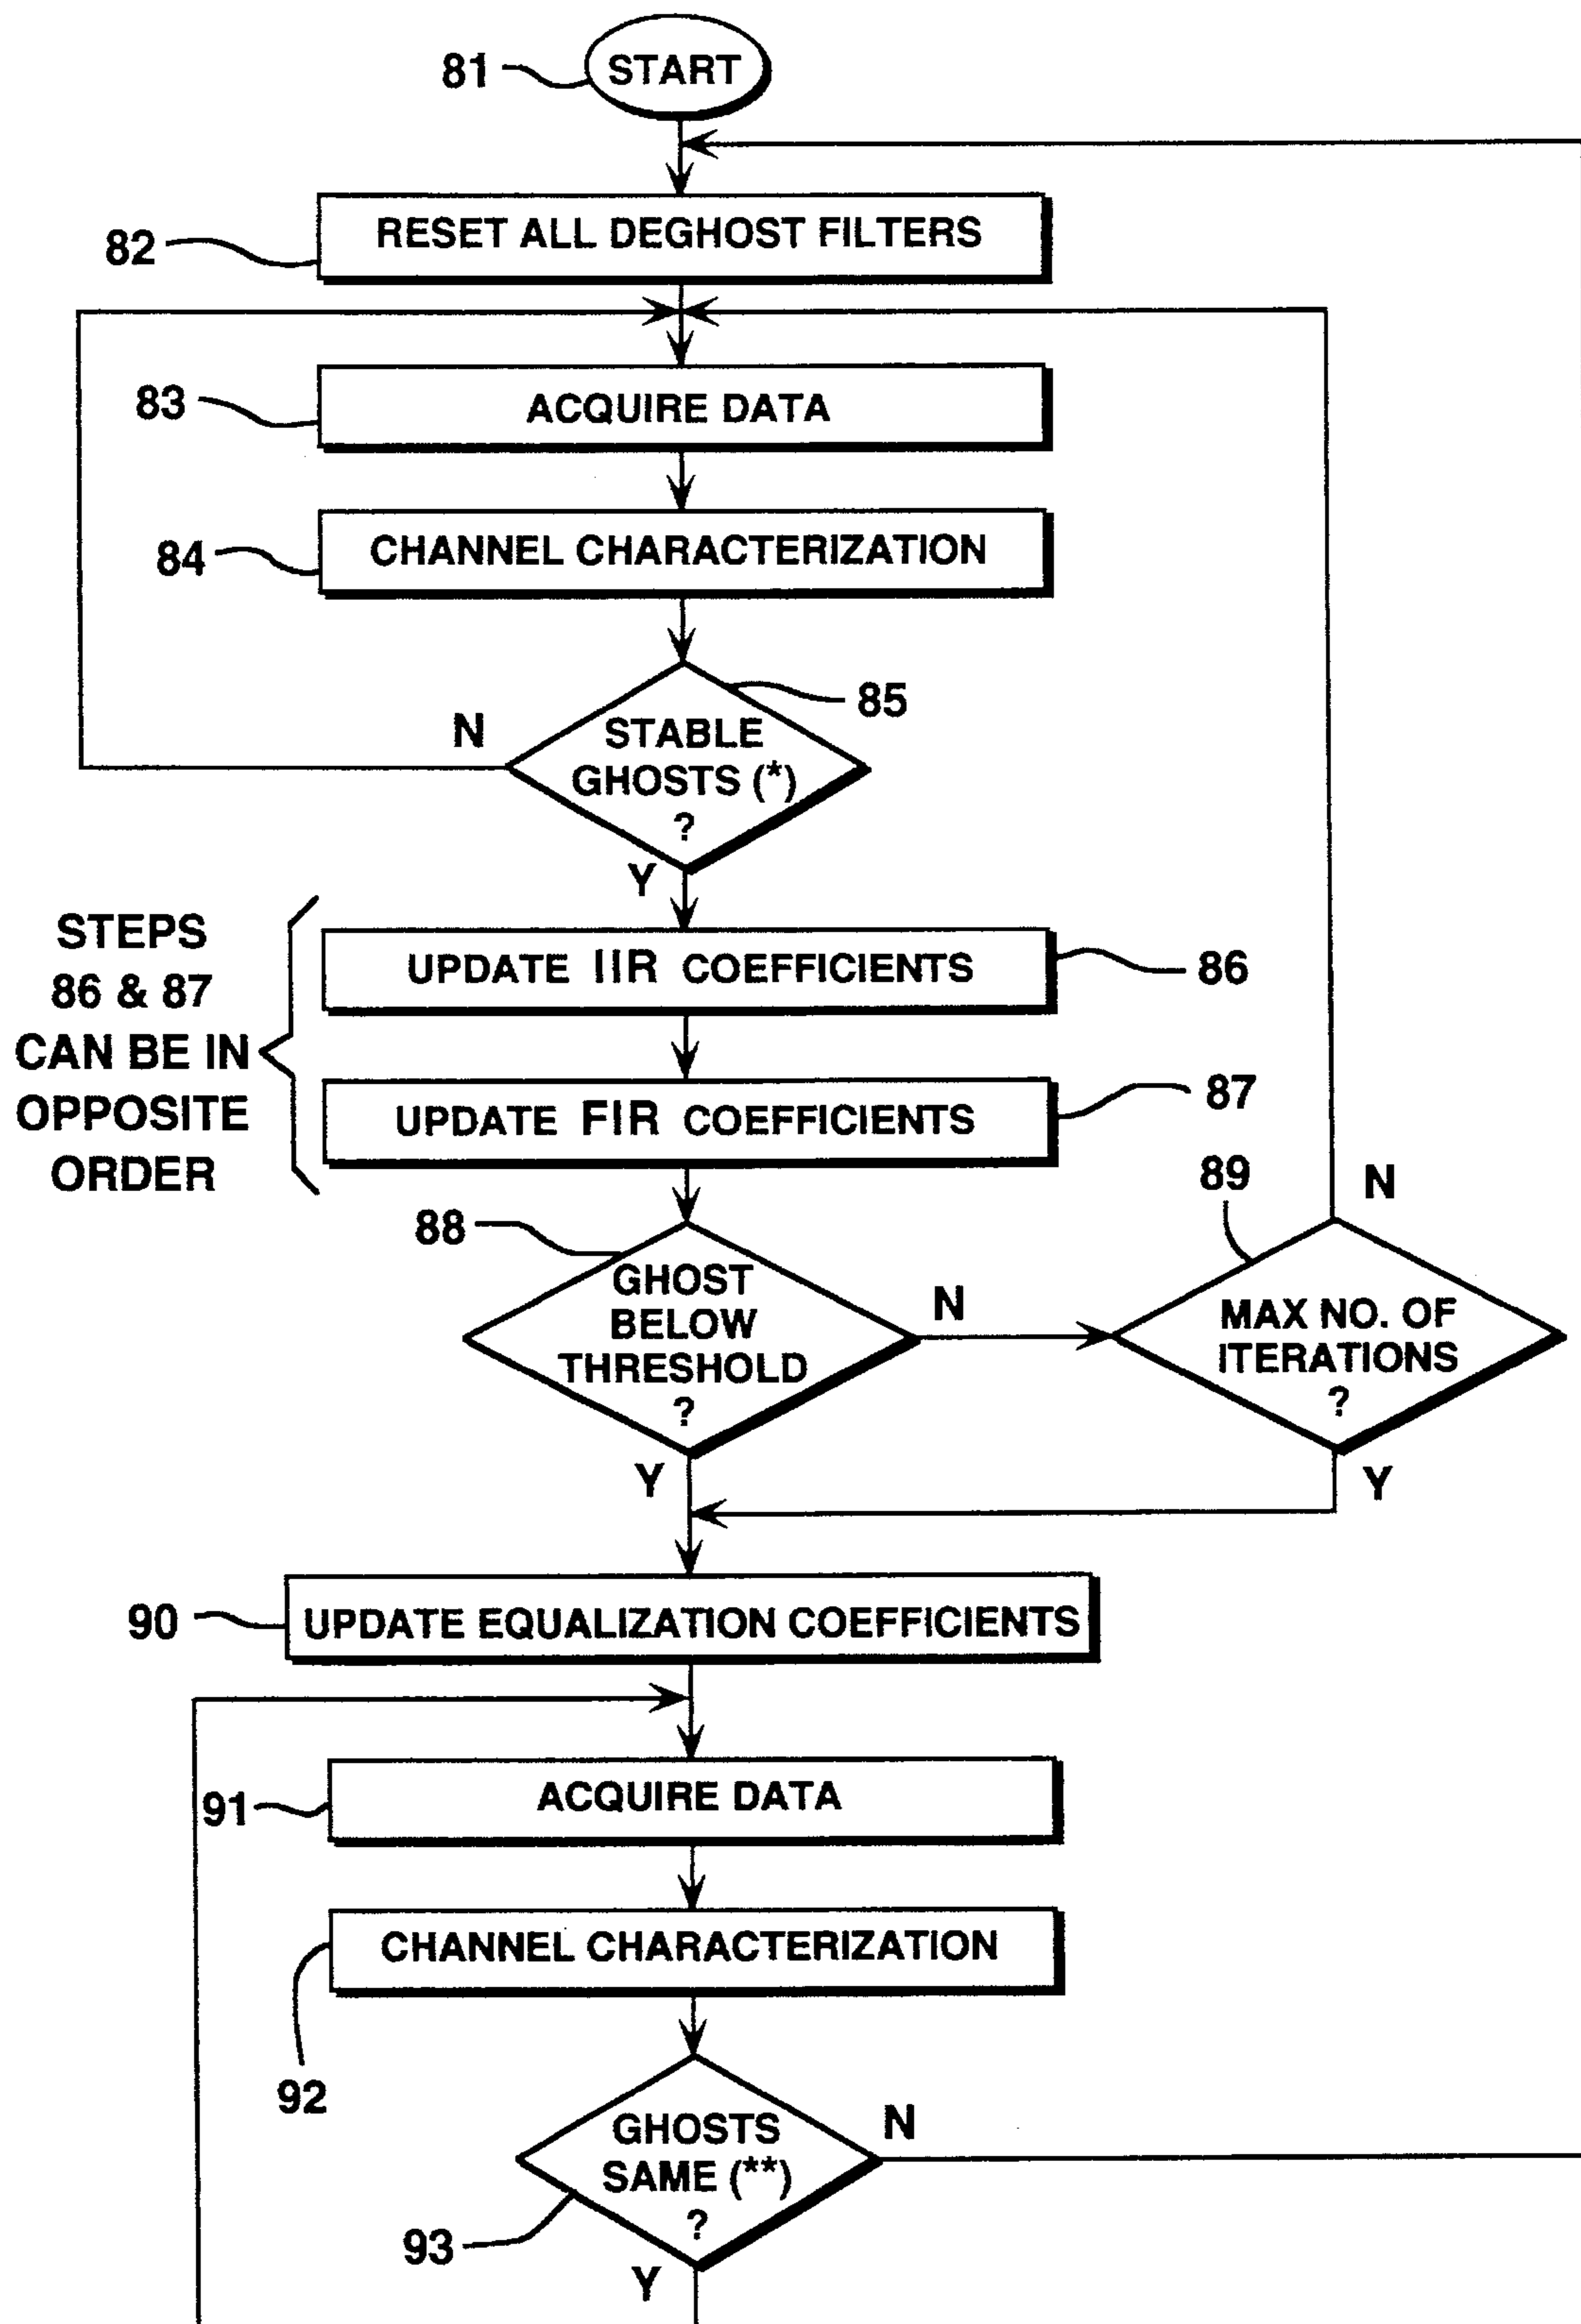 81
START
82
RESET ALL DEGHOST FILTERS
83
ACQUIRE DATA
84
CHANNEL CHARACTERIZATION
85
N
STABLE
GHOSTS (*)
?
Y
STEPS
86 & 87
CAN BE IN
OPPOSITE
ORDER
UPDATE IIR COEFFICIENTS
86
UPDATE FIR COEFFICIENTS
87
88
GHOST
BELOW
THRESHOLD
?
N
Y
89
N
MAX NO. OF
ITERATIONS
?
Y
90
UPDATE EQUALIZATION COEFFICIENTS
91
ACQUIRE DATA
CHANNEL CHARACTERIZATION
92
GHOSTS
SAME (**)
?
N
93
Y